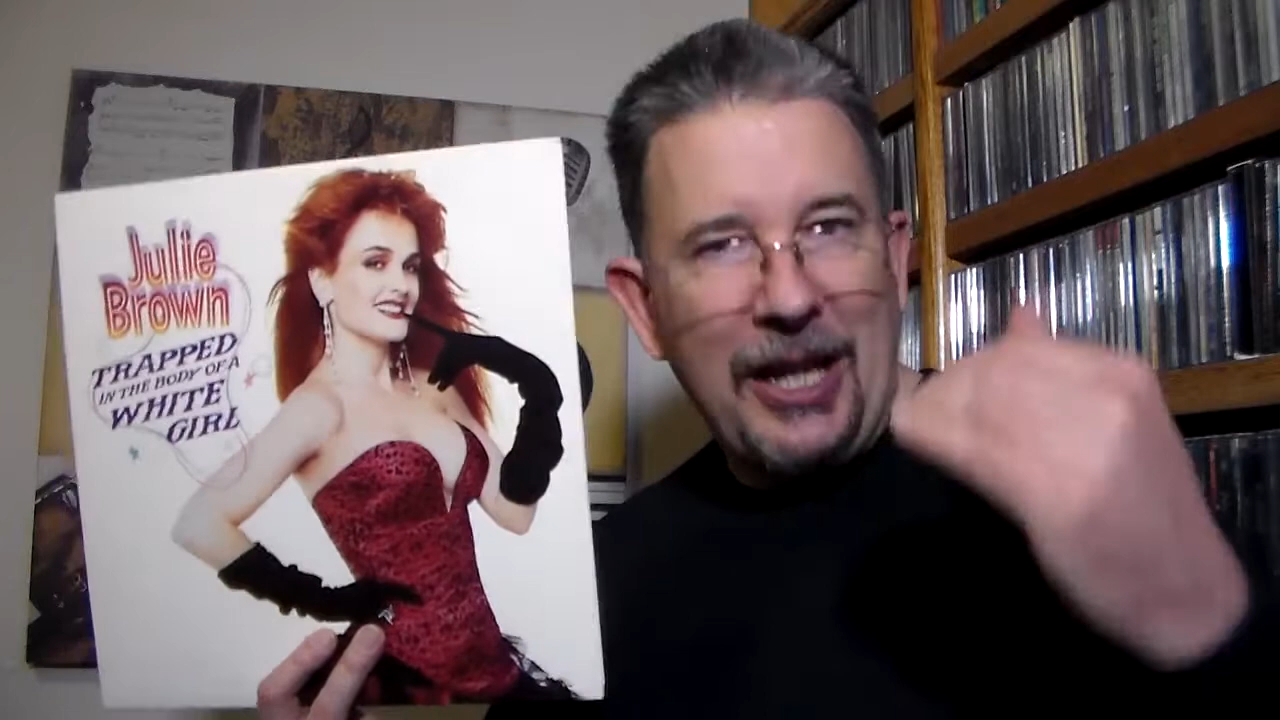 Julie
Brown
TRAPPED
IN THE BODY OF A
WHITE
GIRL